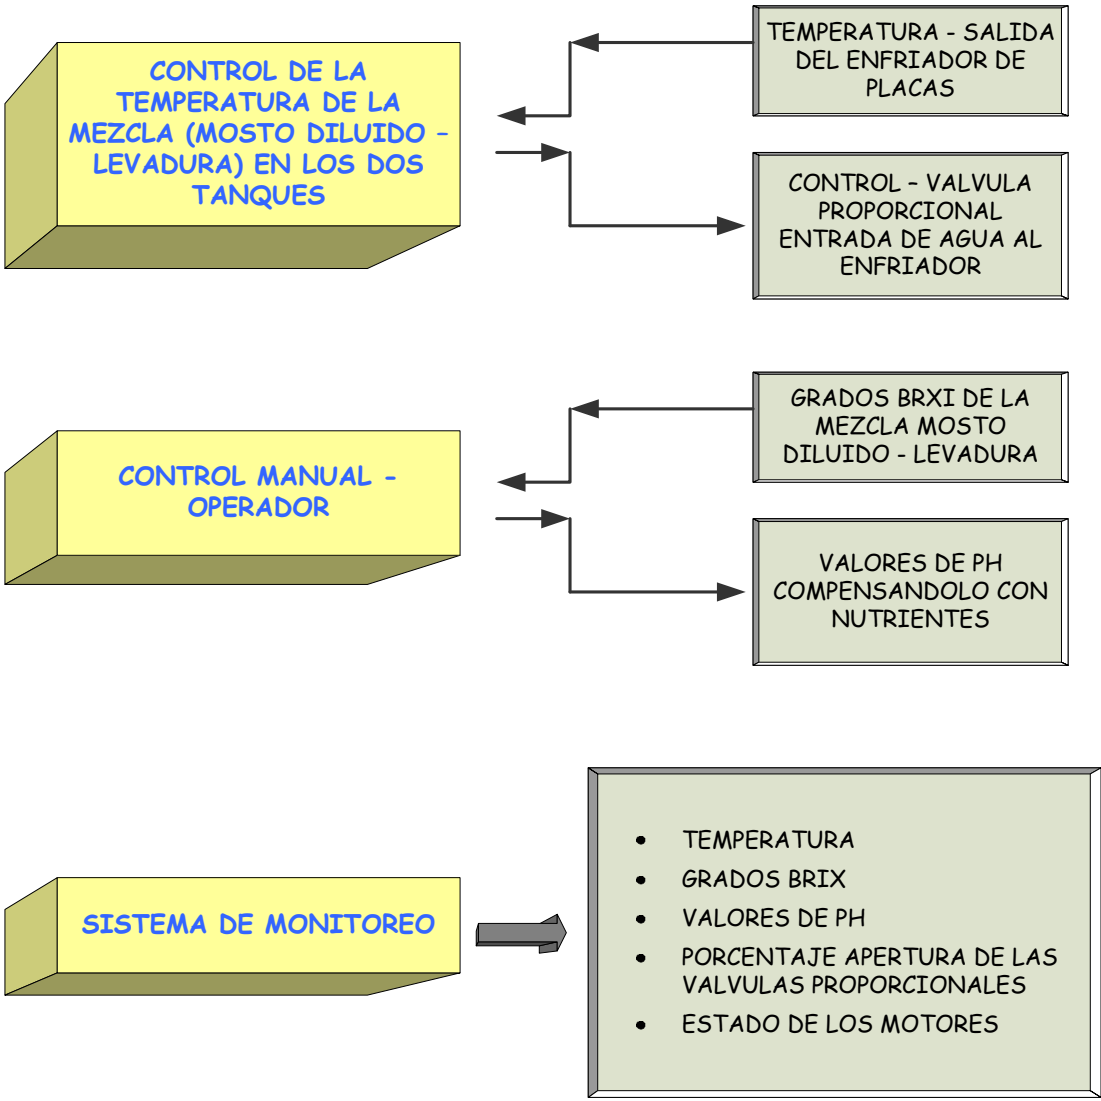 CONTROL DE LA
TEMPERATURA DE LA
MEZCLA (MOSTO DILUIDO –
LEVADURA) EN LOS DOS
TANQUES
TEMPERATURA - SALIDA
DEL ENFRIADOR DE
PLACAS
CONTROL – VALVULA
PROPORCIONAL
ENTRADA DE AGUA AL
ENFRIADOR
CONTROL MANUAL -
OPERADOR
GRADOS BRXI DE LA
MEZCLA MOSTO
DILUIDO - LEVADURA
VALORES DE PH
COMPENSANDOLO CON
NUTRIENTES
SISTEMA DE MONITOREO
• TEMPERATURA
• GRADOS BRIX
• VALORES DE PH
• PORCENTAJE APERTURA DE LAS
VALVULAS PROPORCIONALES
• ESTADO DE LOS MOTORES